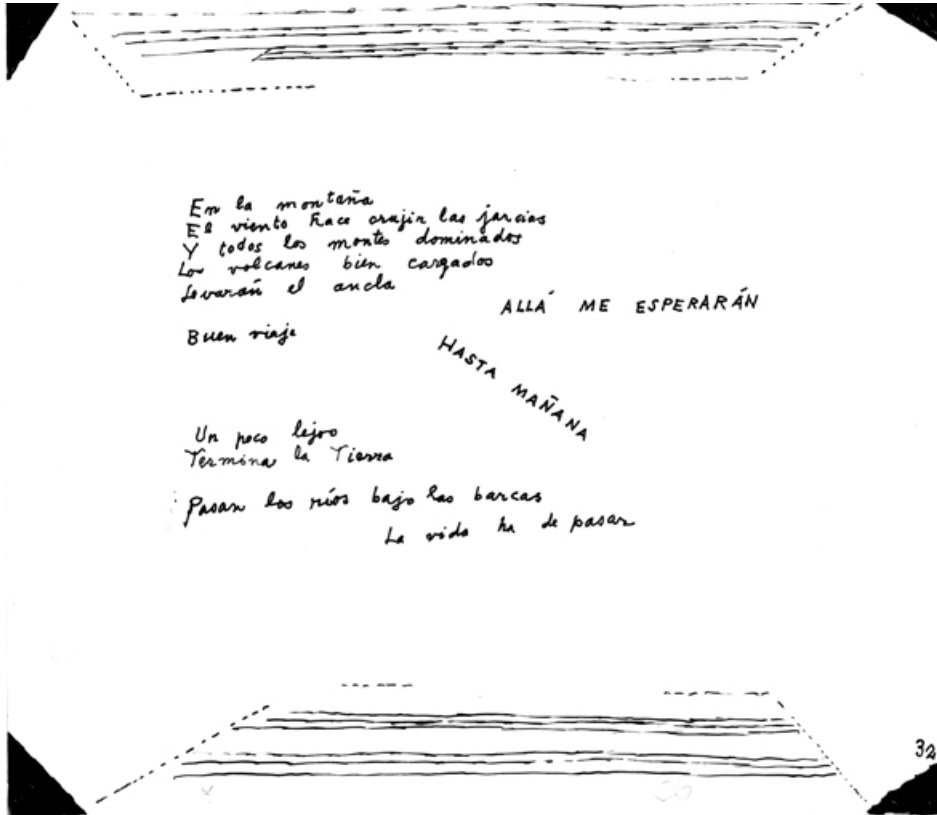 En la montaña
El viento hace crujir las jarcias
Y todos los montes dominados
Los volcanes bien cargados
Levarán el ancla
ALLÁ ME ESPERARÁN
Buen viaje
HASTA MAÑANA
Un poco lejos
Termina la Tierra
Pasan los ríos bajo las barcas
La vida ha de pasar
32